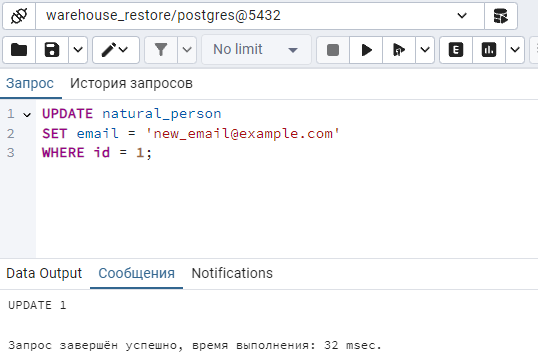 warehouse_restore/postgres@5432
No limit
E
Запрос История запросов
1 UPDATE natural_person
2 SET email = 'new_email@example.com'
3 WHERE id = 1;
Data Output Сообщения Notifications
UPDATE 1
Запрос завершён успешно, время выполнения: 32 msec.